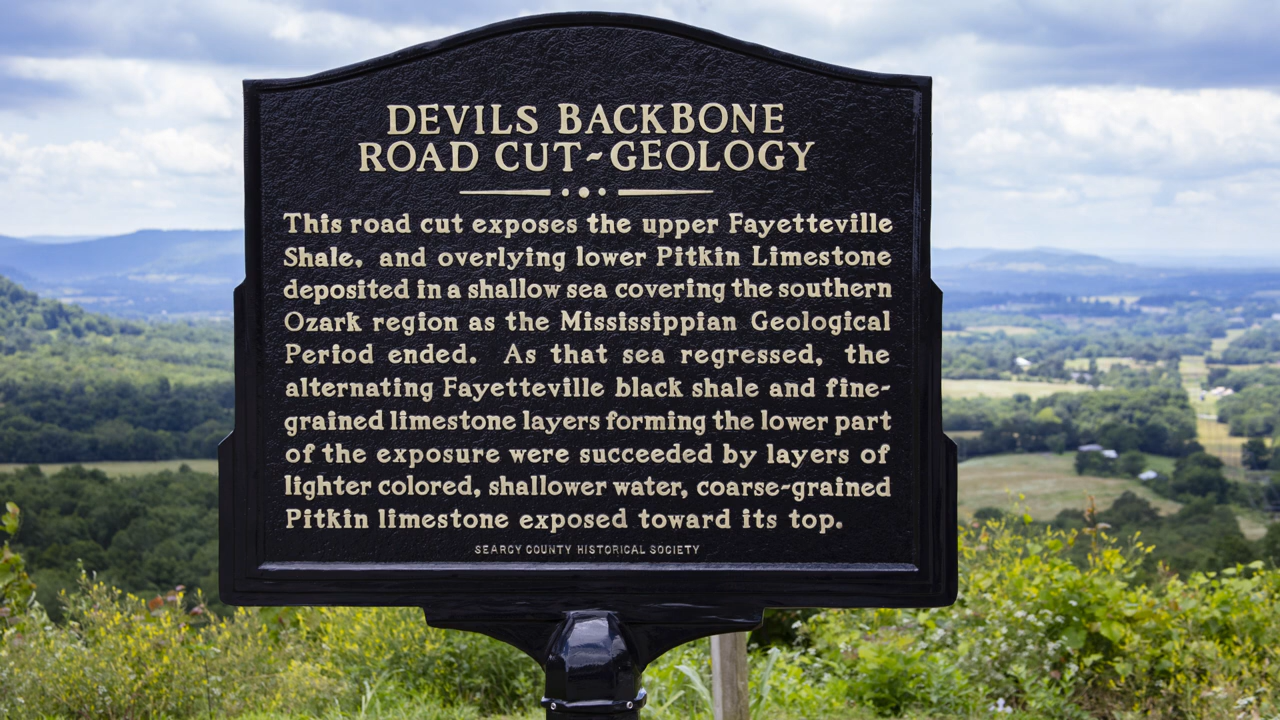 DEVILS BACKBONE
ROAD CUT~GEOLOGY
This road cut exposes the upper Fayetteville
Shale, and overlying lower Pitkin Limestone
deposited in a shallow sea covering the southern
Ozark region as the Mississippian Geological
Period ended. As that sea regressed, the
alternating Fayetteville black shale and fine-
grained limestone layers forming the lower part
of the exposure were succeeded by layers of
lighter colored, shallower water, coarse-grained
Pitkin limestone exposed toward its top.
SEARCY COUNTY HISTORICAL SOCIETY